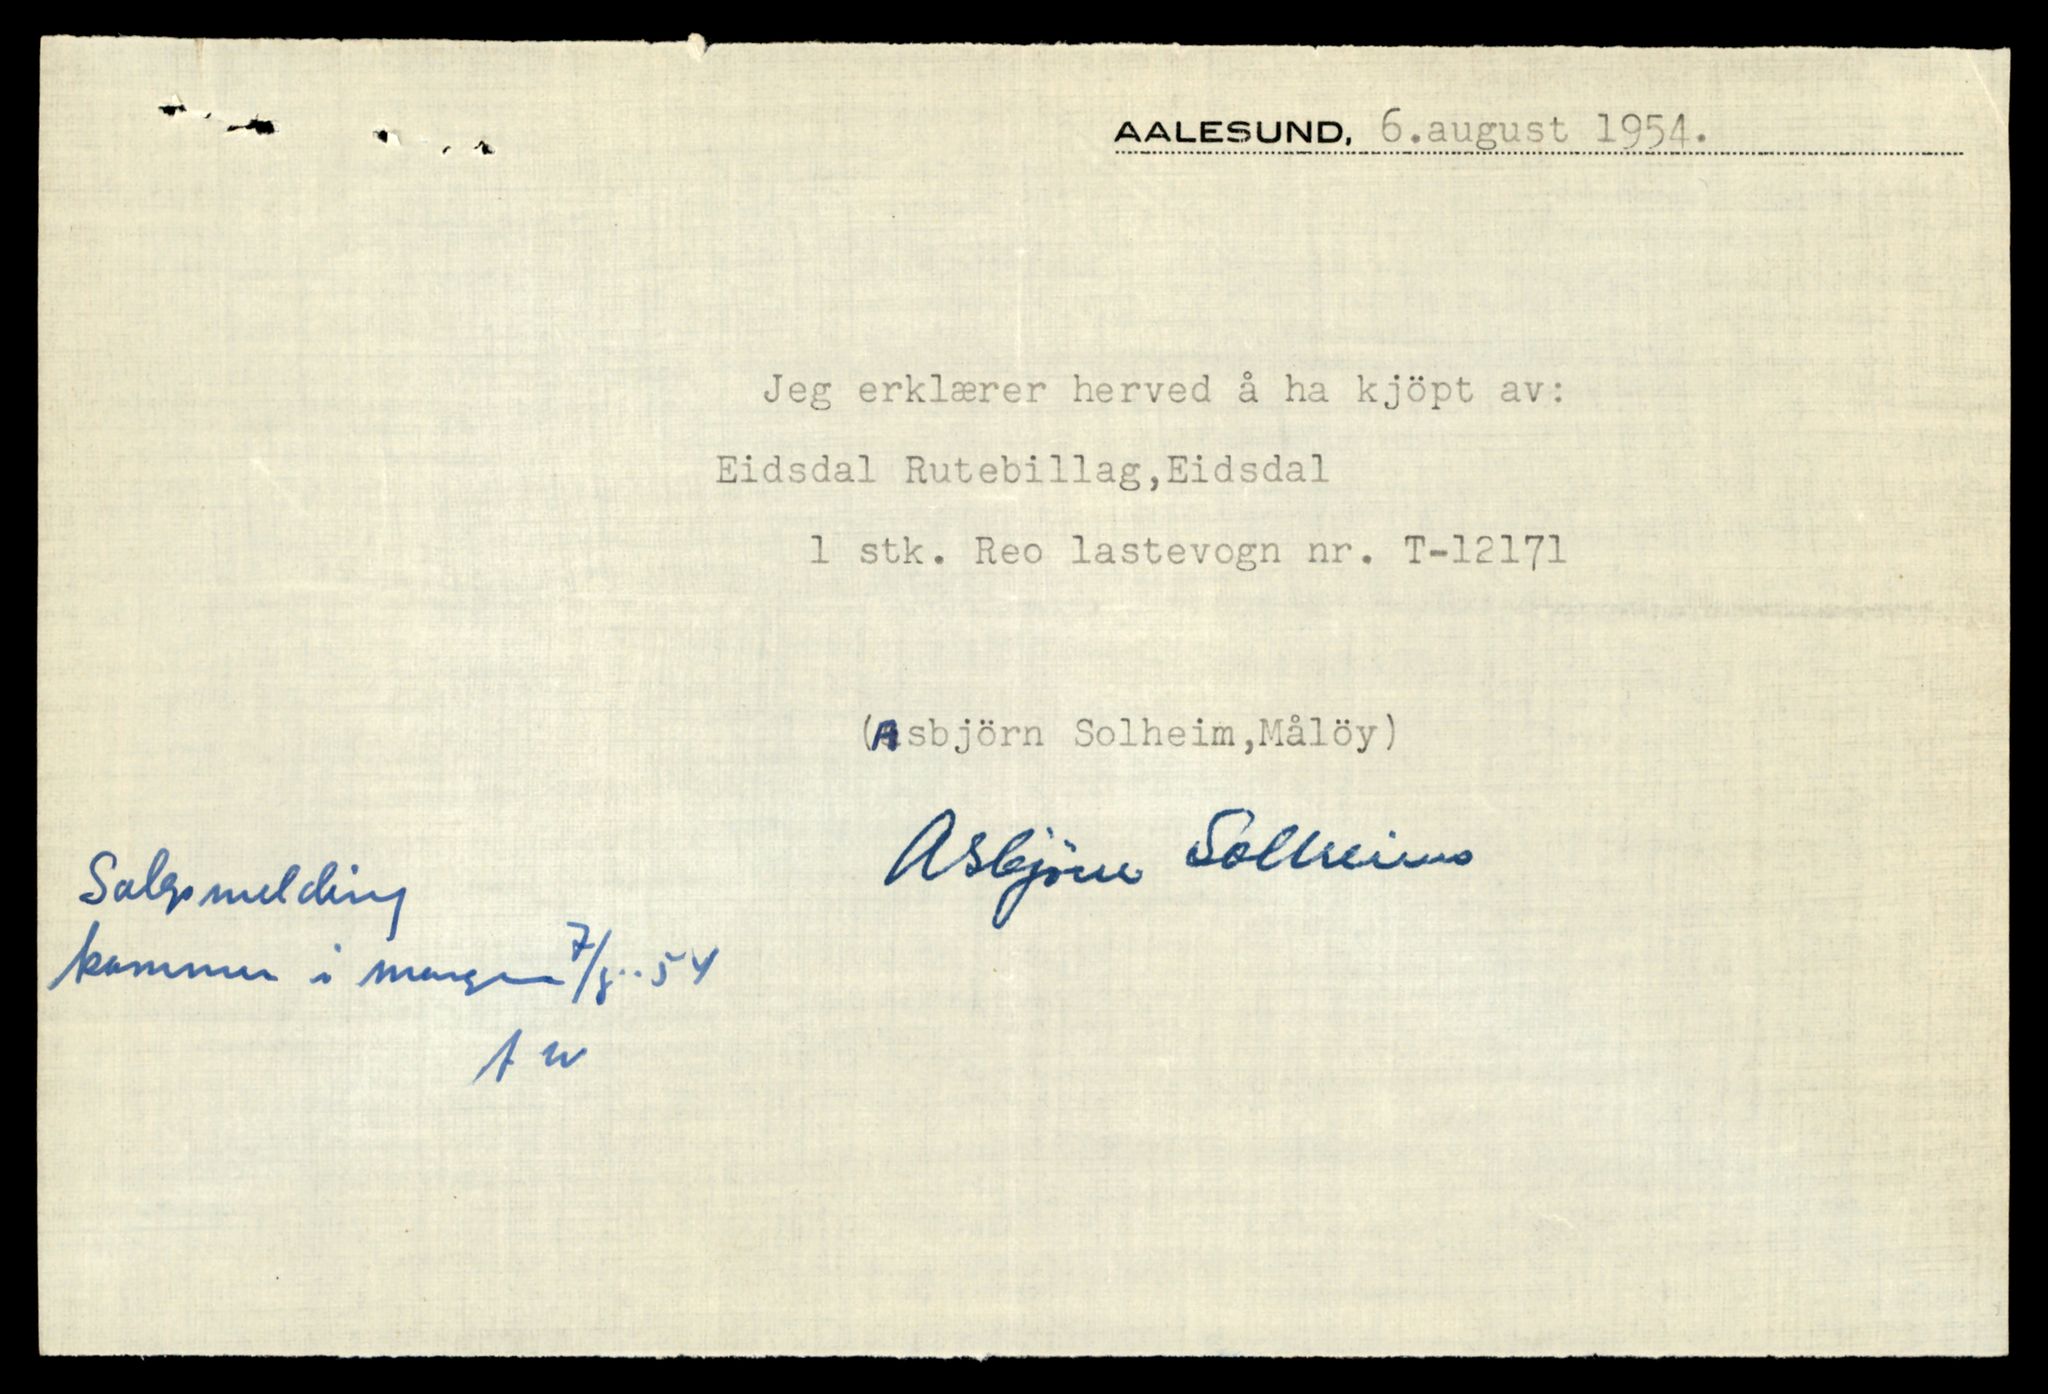 AALESUND, 6.august 1954.
Jeg erklærer herved å ha kjöpt av:
Eidsdal Rutebillag,Eidsdal
1 stk. Reo lastevogn nr. T-12171
(Asbjörn Solheim,Målöy)
Asbjörn Solheim
Salgsmelding
kommer i morgen 7/8..54
A W